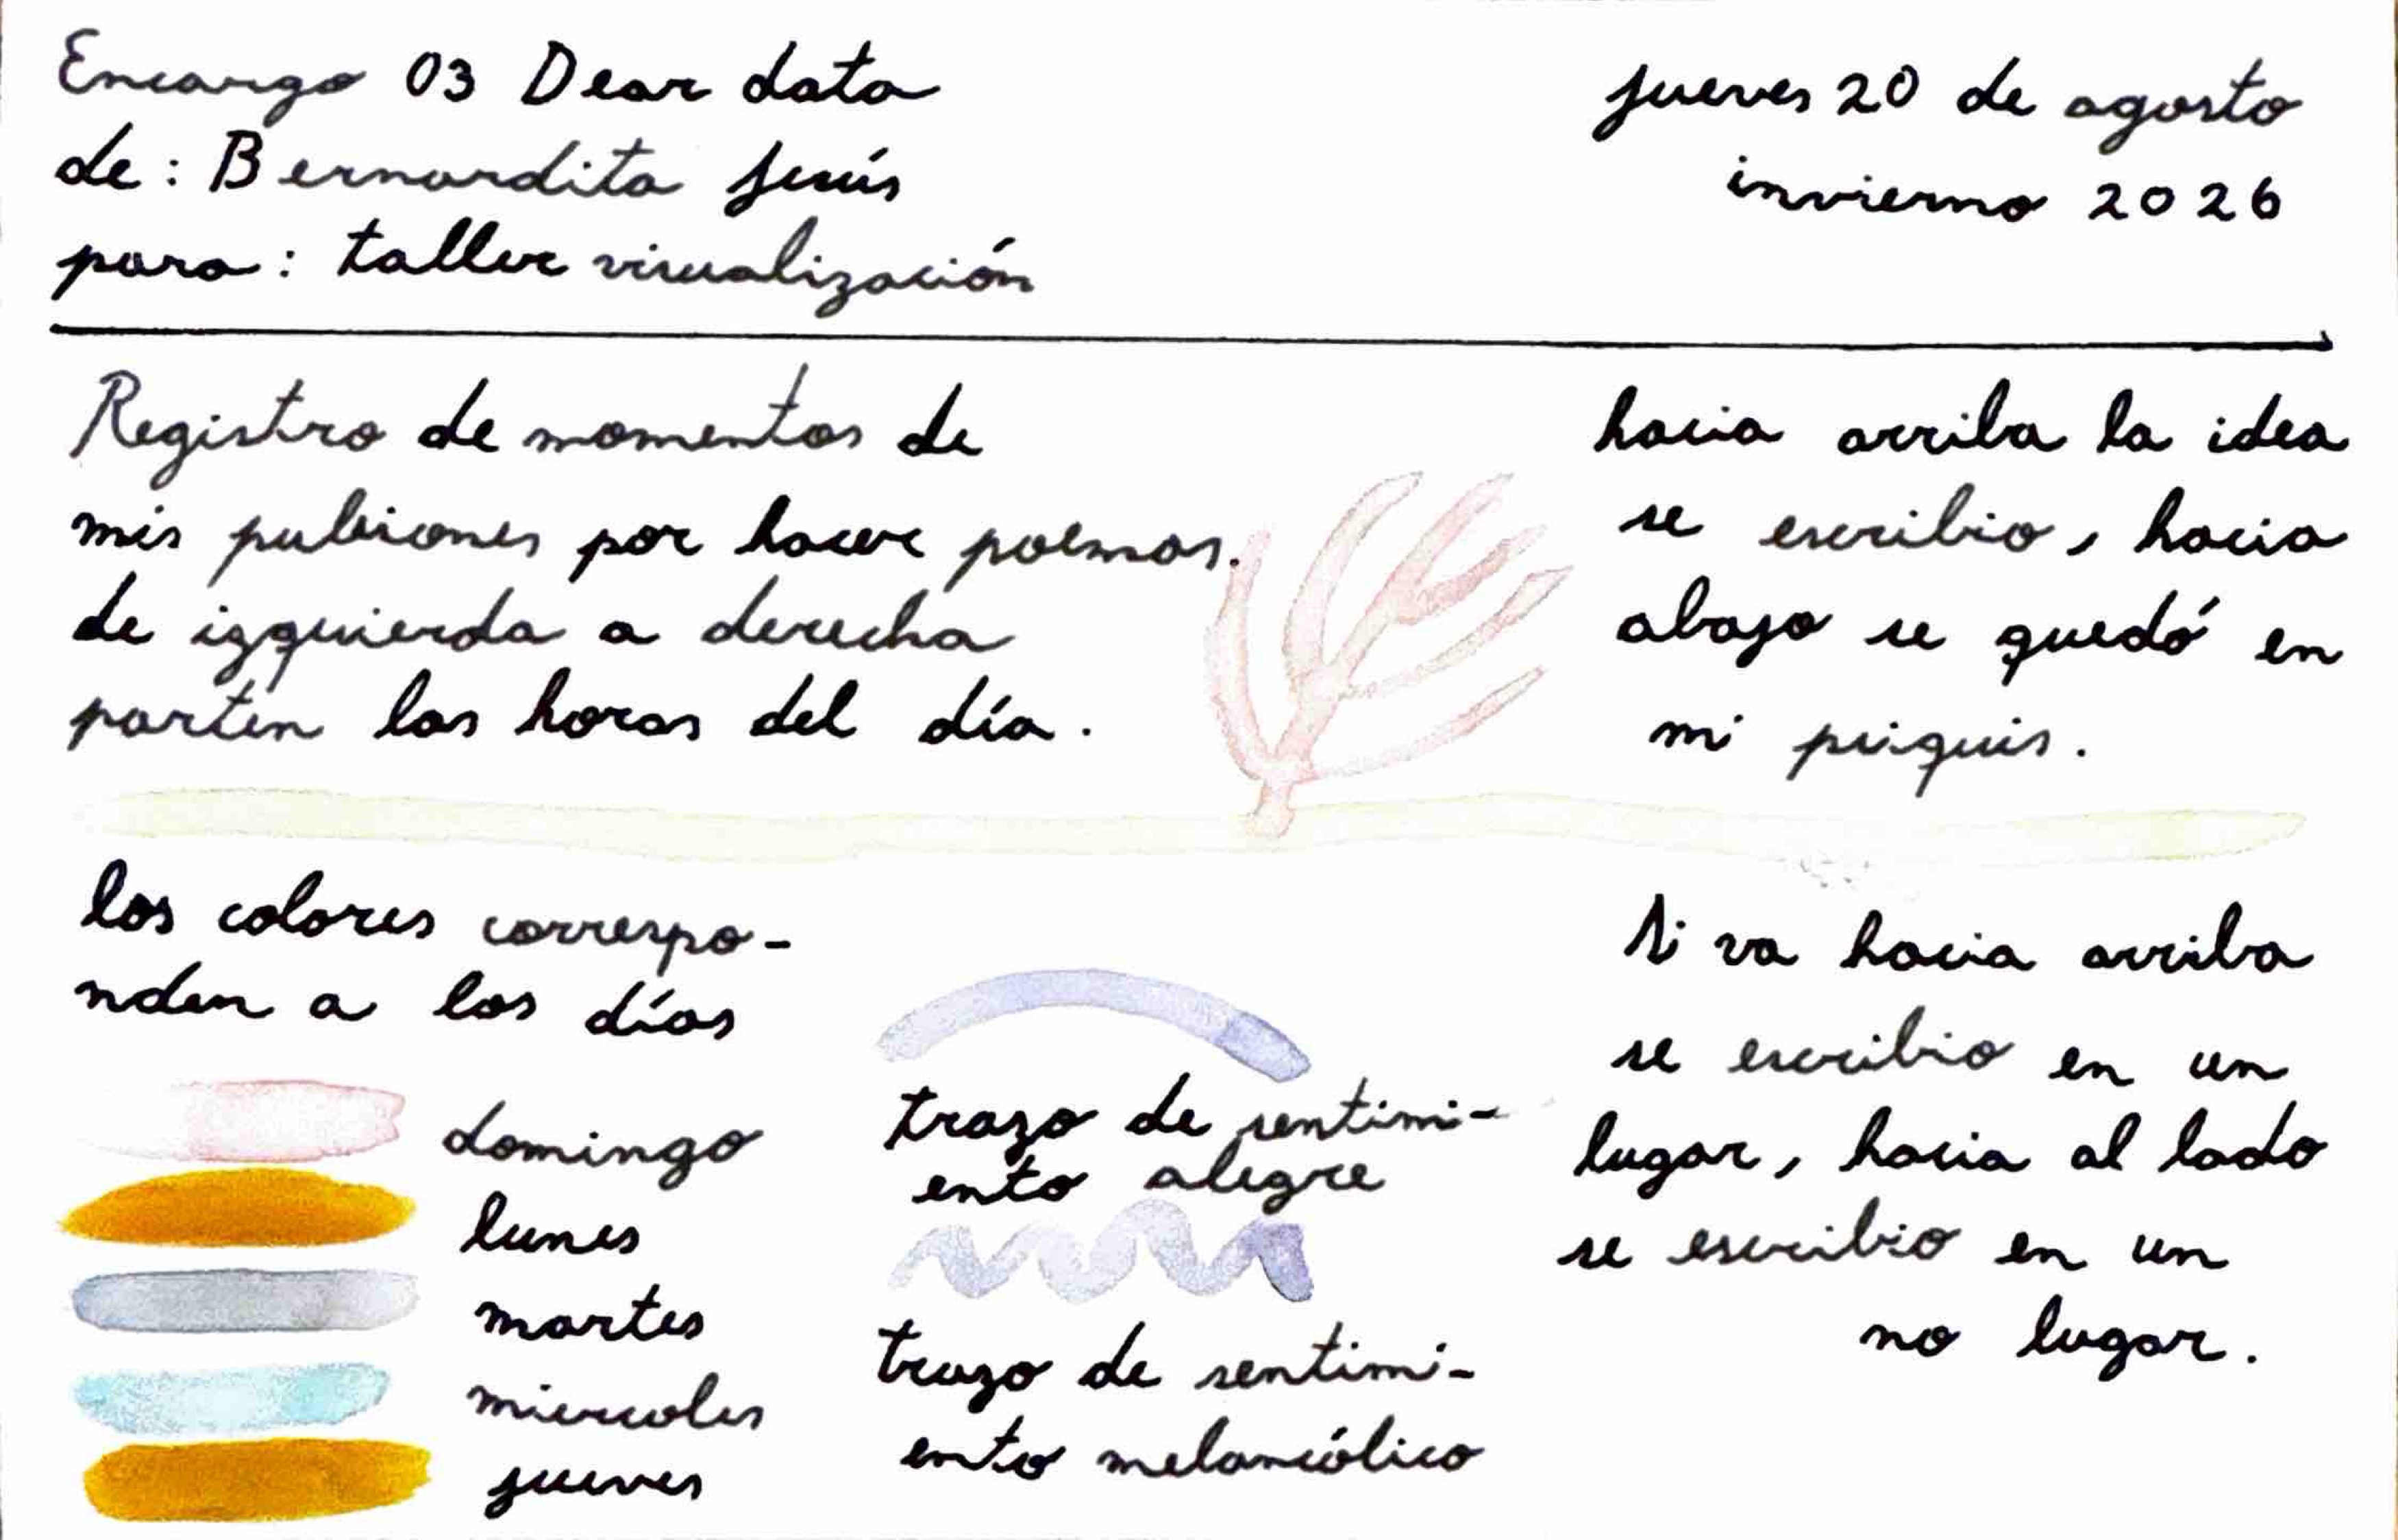 Encargo 03 Dear data
de: Bernardita Jesús
para: taller visualización
jueves 20 de agosto
invierno 2026
Registro de momentos de
mis pulsiones por hacer poemas.
de izquierda a derecha
parten las horas del día.
hacia arriba la idea
se escribio, hacia
abajo se quedó en
mi psiquis.
los colores correspo-
nden a los días
domingo
lunes
martes
miercoles
jueves
trazo de sentimi-
ento alegre
trazo de sentimi-
ento melancólico
si va hacia arriba
se escribio en un
lugar, hacia al lado
se escribio en un
no lugar.